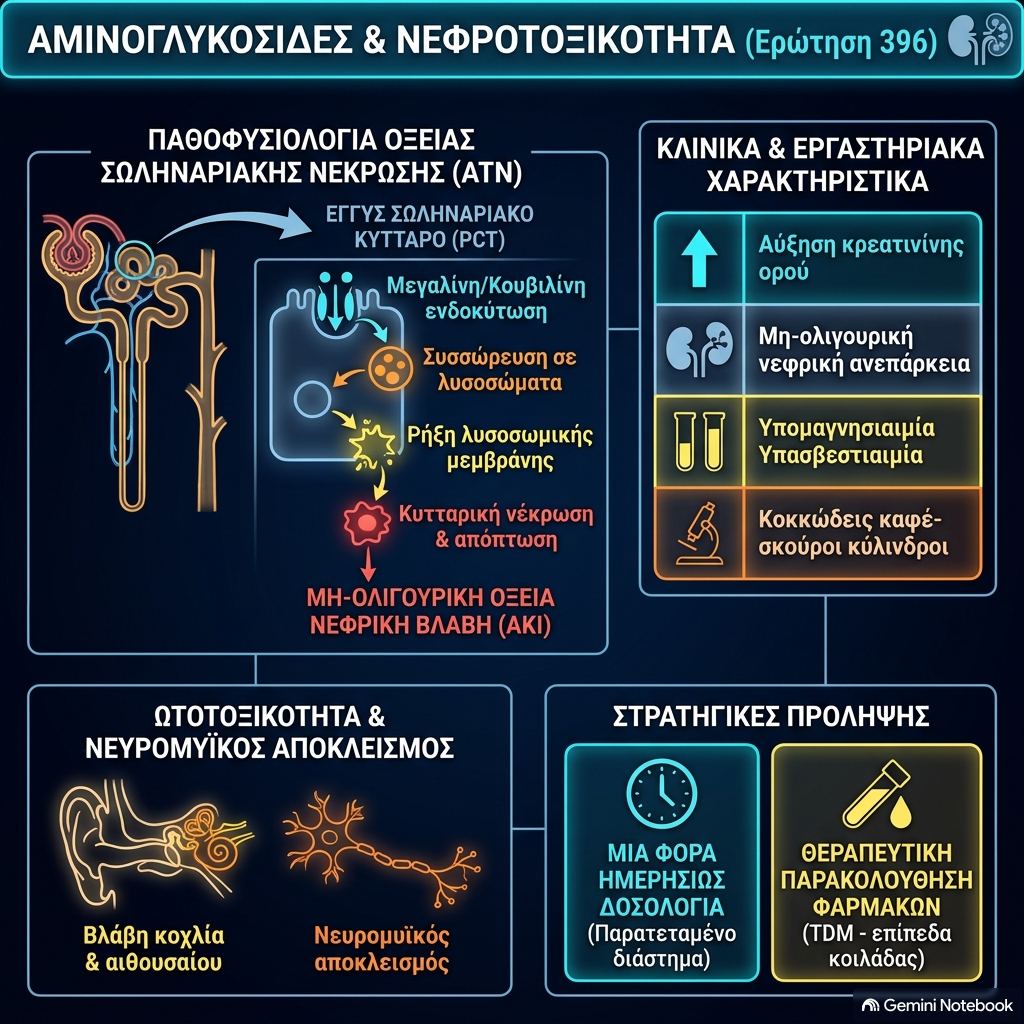 ΑΜΙΝΟΓΛΥΚΟΣΙΔΕΣ & ΝΕΦΡΟΤΟΞΙΚΟΤΗΤΑ (Ερώτηση 396)
ΠΑΘΟΦΥΣΙΟΛΟΓΙΑ ΟΞΕΙΑΣ
ΣΩΛΗΝΑΡΙΑΚΗΣ ΝΕΚΡΩΣΗΣ (ATN)
ΕΓΓΥΣ ΣΩΛΗΝΑΡΙΑΚΟ
ΚΥΤΤΑΡΟ (PCT)
Μεγαλίνη/Κουβιλίνη
ενδοκύτωση
Συσσώρευση σε
λυσοσώματα
Ρήξη λυσοσωμικής
μεμβράνης
Κυτταρική νέκρωση
& απόπτωση
ΜΗ-ΟΛΙΓΟΥΡΙΚΗ ΟΞΕΙΑ
ΝΕΦΡΙΚΗ ΒΛΑΒΗ (AKI)
ΚΛΙΝΙΚΑ & ΕΡΓΑΣΤΗΡΙΑΚΑ
ΧΑΡΑΚΤΗΡΙΣΤΙΚΑ
Αύξηση κρεατινίνης
ορού
Μη-ολιγουρική
νεφρική ανεπάρκεια
Υπομαγνησιαιμία
Υπασβεστιαιμία
Κοκκώδεις καφέ-
σκούροι κύλινδροι
ΩΤΟΤΟΞΙΚΟΤΗΤΑ &
ΝΕΥΡΟΜΥΪΚΟΣ ΑΠΟΚΛΕΙΣΜΟΣ
Βλάβη κοχλία
& αιθουσαίου
Νευρομυϊκός
αποκλεισμός
ΣΤΡΑΤΗΓΙΚΕΣ ΠΡΟΛΗΨΗΣ
ΜΙΑ ΦΟΡΑ
ΗΜΕΡΗΣΙΩΣ
ΔΟΣΟΛΟΓΙΑ
(Παρατεταμένο
διάστημα)
ΘΕΡΑΠΕΥΤΙΚΗ
ΠΑΡΑΚΟΛΟΥΘΗΣΗ
ΦΑΡΜΑΚΩΝ
(TDM - επίπεδα
κοιλάδας)
Gemini Notebook